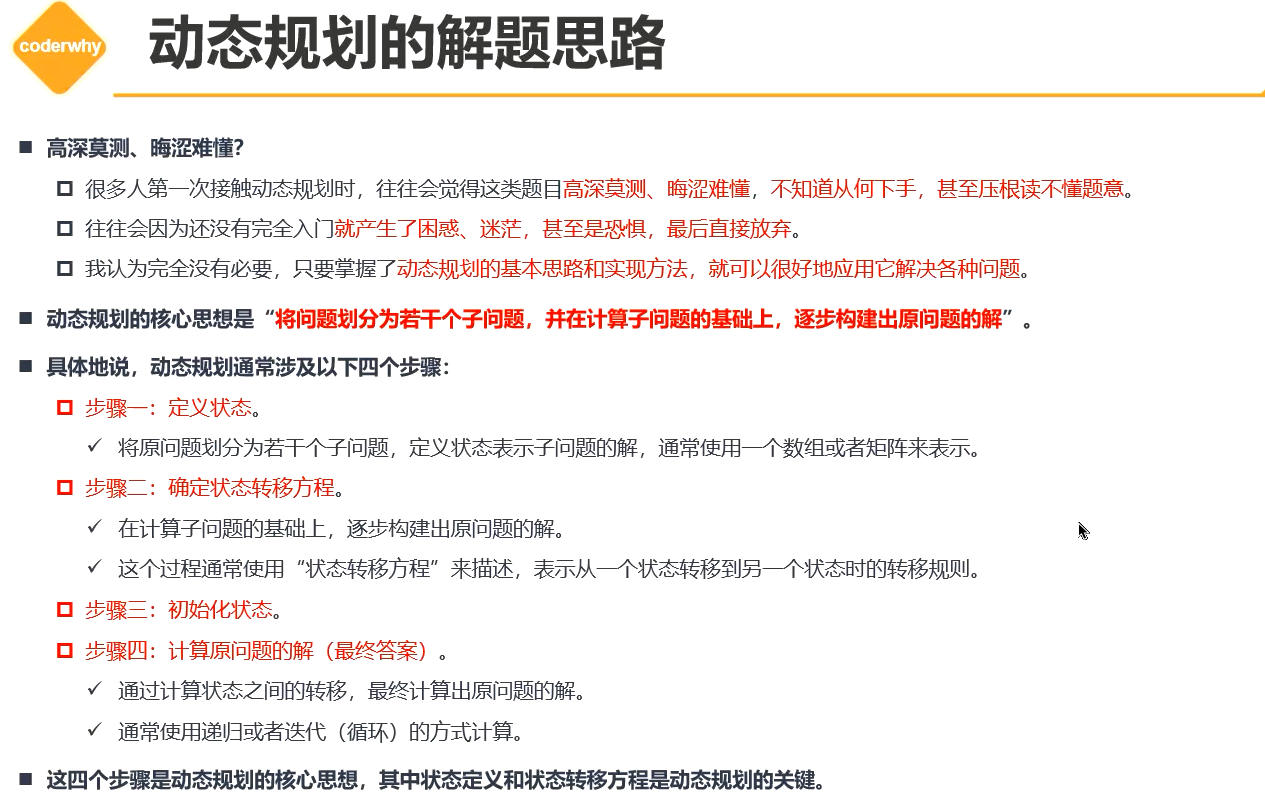 coderwhy
动态规划的解题思路
高深莫测、晦涩难懂？
很多人第一次接触动态规划时，往往会觉得这类题目高深莫测、晦涩难懂，不知道从何下手，甚至压根读不懂题意。
往往会因为还没有完全入门就产生了困惑、迷茫，甚至是恐惧，最后直接放弃。
我认为完全没有必要，只要掌握了动态规划的基本思路和实现方法，就可以很好地应用它解决各种问题。
动态规划的核心思想是“将问题划分为若干个子问题，并在计算子问题的基础上，逐步构建出原问题的解”。
具体地说，动态规划通常涉及以下四个步骤：
步骤一：定义状态。
将原问题划分为若干个子问题，定义状态表示子问题的解，通常使用一个数组或者矩阵来表示。
步骤二：确定状态转移方程。
在计算子问题的基础上，逐步构建出原问题的解。
这个过程通常使用“状态转移方程”来描述，表示从一个状态转移到另一个状态时的转移规则。
步骤三：初始化状态。
步骤四：计算原问题的解（最终答案）。
通过计算状态之间的转移，最终计算出原问题的解。
通常使用递归或者迭代（循环）的方式计算。
这四个步骤是动态规划的核心思想，其中状态定义和状态转移方程是动态规划的关键。